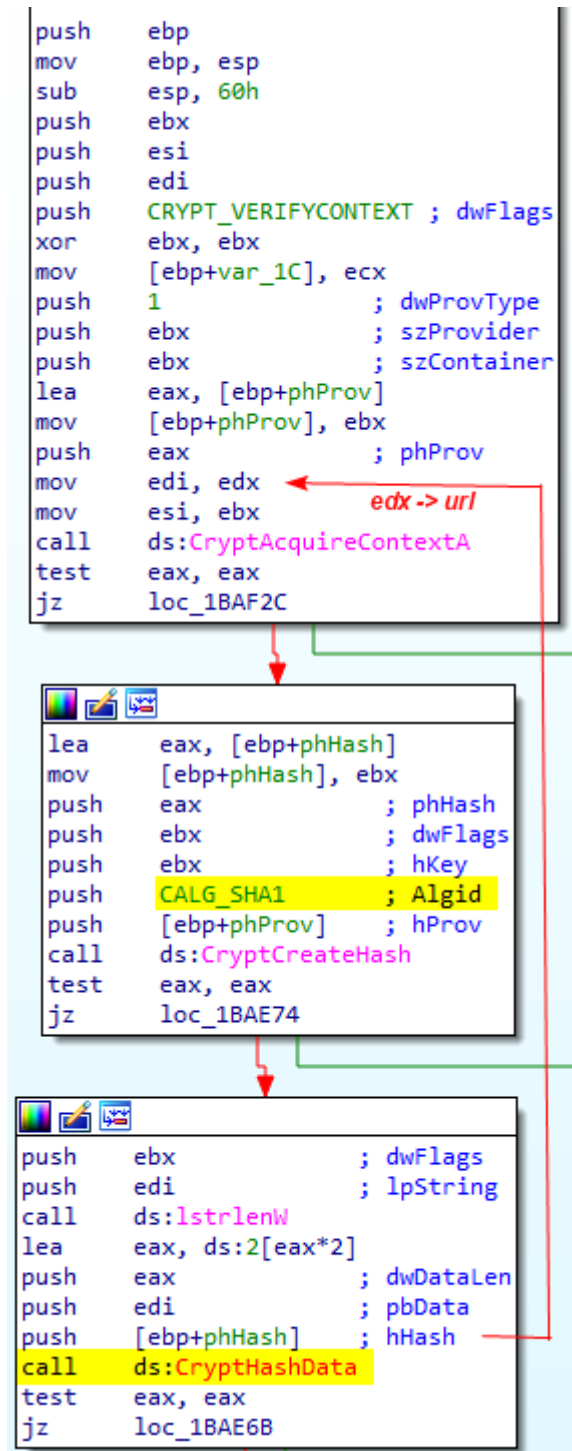 push ebp
mov ebp, esp
sub esp, 60h
push ebx
push esi
push edi
push CRYPT_VERIFYCONTEXT ; dwFlags
xor ebx, ebx
mov [ebp+var_1C], ecx
push 1 ; dwProvType
push ebx ; szProvider
push ebx ; szContainer
lea eax, [ebp+phProv]
mov [ebp+phProv], ebx
push eax ; phProv
mov edi, edx
edx -> url
mov esi, ebx
call ds:CryptAcquireContextA
test eax, eax
jz loc_1BAF2C
lea eax, [ebp+phHash]
mov [ebp+phHash], ebx
push eax ; phHash
push ebx ; dwFlags
push ebx ; hKey
push CALG_SHA1 ; Algid
push [ebp+phProv] ; hProv
call ds:CryptCreateHash
test eax, eax
jz loc_1BAE74
push ebx ; dwFlags
push edi ; lpString
call ds:lstrlenW
lea eax, ds:2[eax*2]
push eax ; dwDataLen
push edi ; pbData
push [ebp+phHash] ; hHash
call ds:CryptHashData
test eax, eax
jz loc_1BAE6B